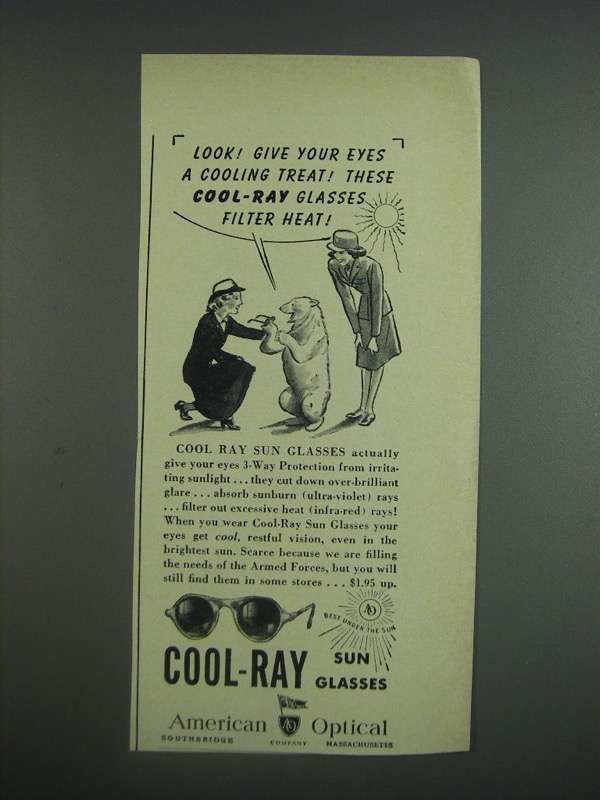 LOOK! GIVE YOUR EYES
A COOLING TREAT! THESE
COOL-RAY GLASSES
FILTER HEAT!
COOL RAY SUN GLASSES actually
give your eyes 3-Way Protection from irrita-
ting sunlight . . . they cut down over-brilliant
glare . . . absorb sunburn (ultra-violet) rays
. . . filter out excessive heat (infra-red) rays!
When you wear Cool-Ray Sun Glasses your
eyes get cool, restful vision, even in the
brightest sun. Scarce because we are filling
the needs of the Armed Forces, but you will
still find them in some stores . . . $1.95 up.
AO
BEST UNDER THE SUN
COOL-RAY SUN
GLASSES
American AO Optical
SOUTHBRIDGE COMPANY MASSACHUSETTS